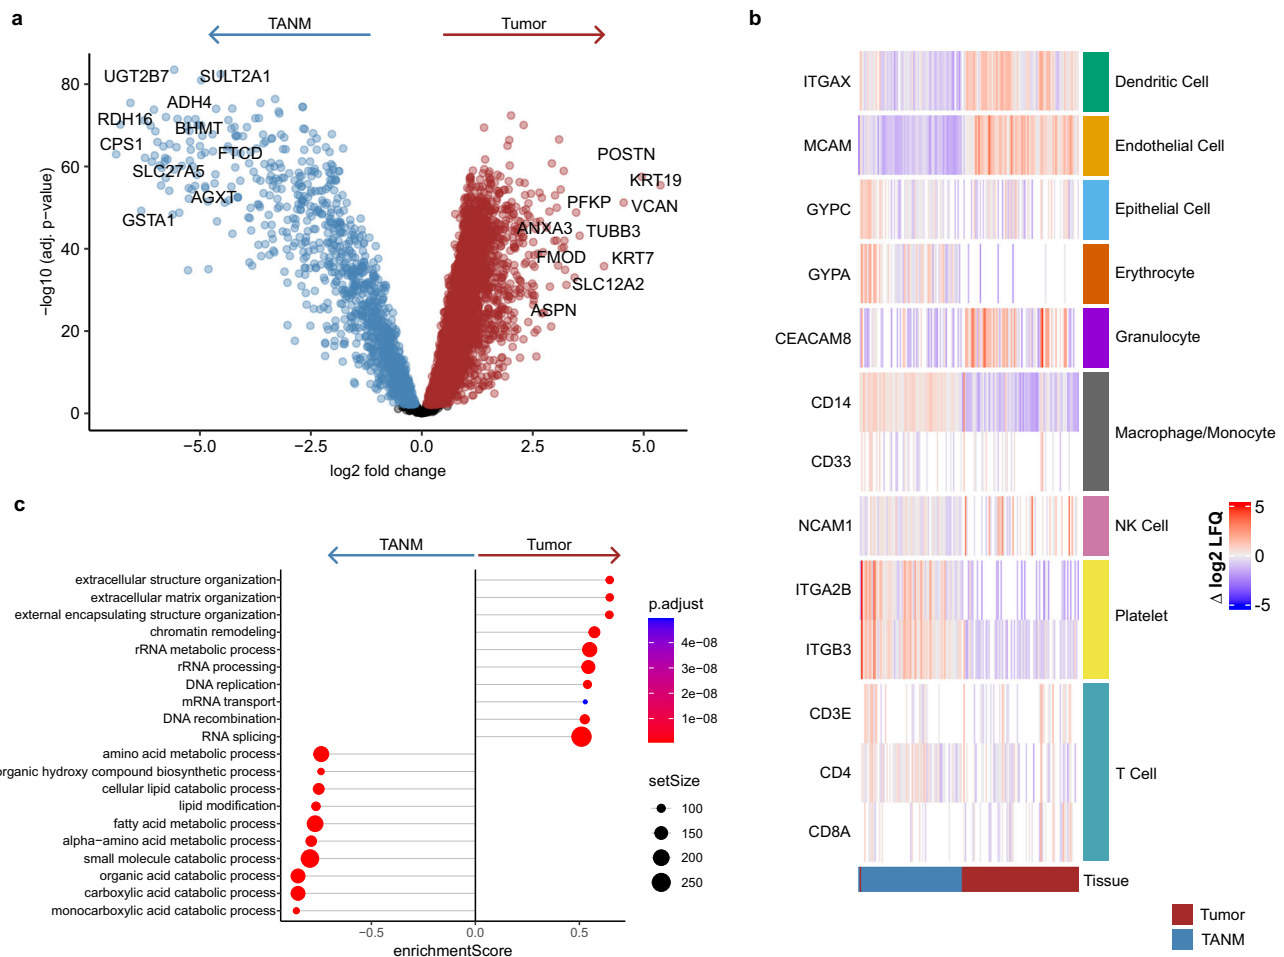 a
TANM
Tumor
UGT2B7
SULT2A1
ADH4
RDH16
BHMT
CPS1
FTCD
SLC27A5
AGXT
GSTA1
POSTN
KRT19
PFKP
VCAN
ANXA3
TUBB3
FMOD
KRT7
SLC12A2
ASPN
80
60
40
20
0
−log10 (adj. p−value)
−5.0
−2.5
0.0
2.5
5.0
log2 fold change
b
ITGAX
Dendritic Cell
MCAM
Endothelial Cell
GYPC
Epithelial Cell
GYPA
Erythrocyte
CEACAM8
Granulocyte
CD14
Macrophage/Monocyte
CD33
NCAM1
NK Cell
ITGA2B
Platelet
ITGB3
CD3E
CD4
T Cell
CD8A
Tissue
Δ log2 LFQ
5
0
-5
Tumor
TANM
c
TANM
Tumor
extracellular structure organization
extracellular matrix organization
external encapsulating structure organization
chromatin remodeling
rRNA metabolic process
rRNA processing
DNA replication
mRNA transport
DNA recombination
RNA splicing
amino acid metabolic process
organic hydroxy compound biosynthetic process
cellular lipid catabolic process
lipid modification
fatty acid metabolic process
alpha−amino acid metabolic process
small molecule catabolic process
organic acid catabolic process
carboxylic acid catabolic process
monocarboxylic acid catabolic process
−0.5
0.0
0.5
enrichmentScore
p.adjust
4e−08
3e−08
2e−08
1e−08
setSize
100
150
200
250